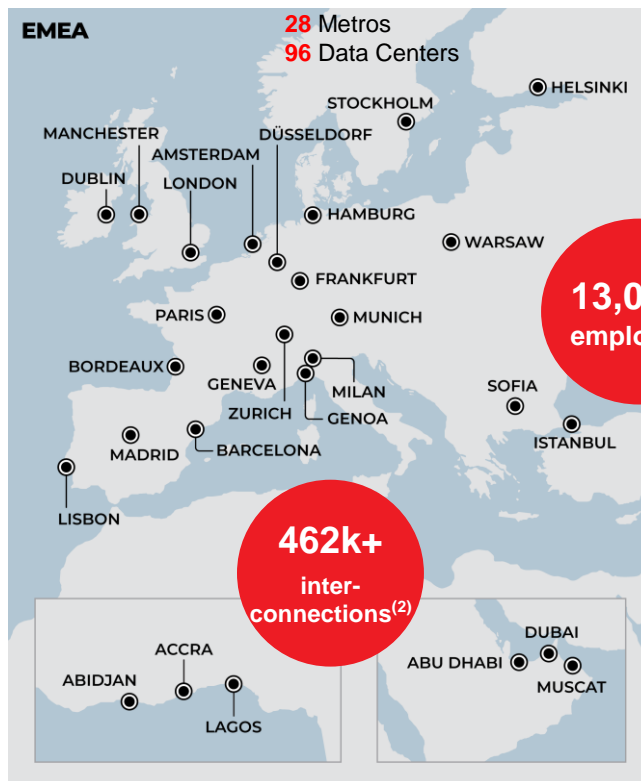 EMEA
28 Metros
96 Data Centers
HELSINKI
STOCKHOLM
MANCHESTER
DÜSSELDORF
AMSTERDAM
DUBLIN
LONDON
HAMBURG
WARSAW
FRANKFURT
PARIS
MUNICH
BORDEAUX
GENEVA
MILAN
SOFIA
ZURICH
GENOA
ISTANBUL
MADRID
BARCELONA
LISBON
462k+
inter-
connections(2)
ACCRA
ABIDJAN
LAGOS
DUBAI
ABU DHABI
MUSCAT